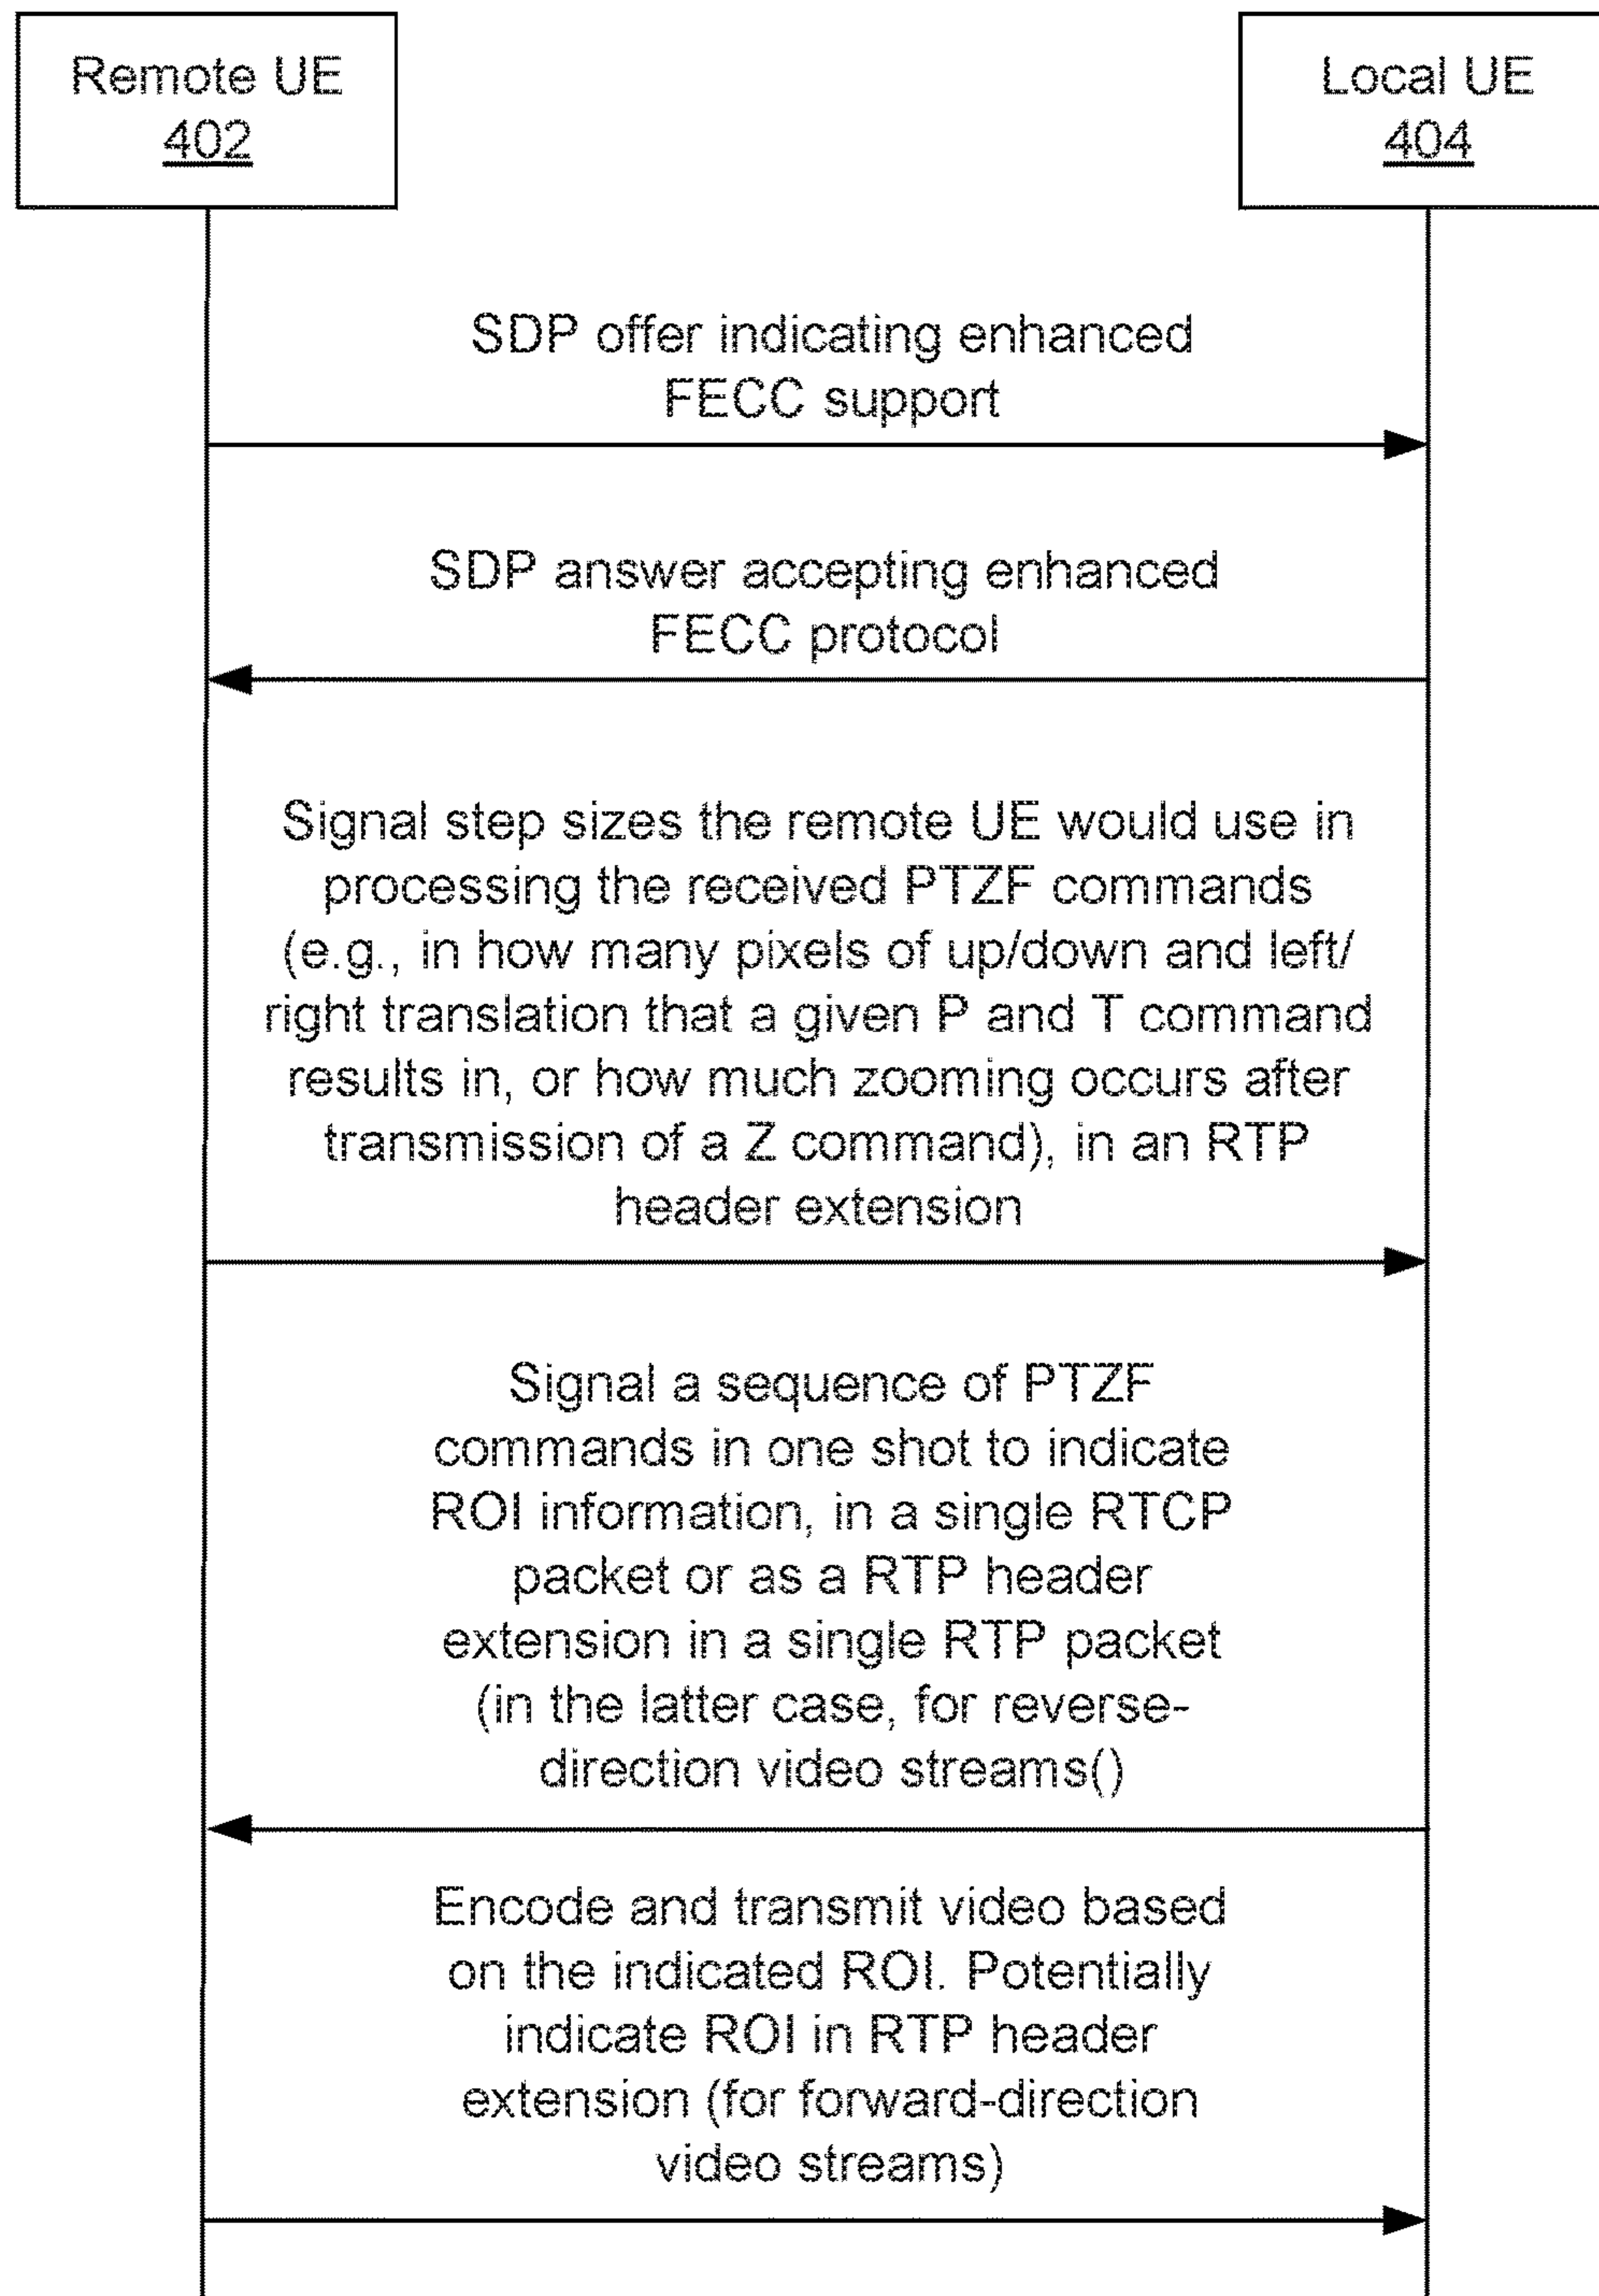 Remote UE
402
Local UE
404
SDP offer indicating enhanced
FECC support
SDP answer accepting enhanced
FECC protocol
Signal step sizes the remote UE would use in
processing the received PTZF commands
(e.g., in how many pixels of up/down and left/
right translation that a given P and T command
results in, or how much zooming occurs after
transmission of a Z command), in an RTP
header extension
Signal a sequence of PTZF
commands in one shot to indicate
ROI information, in a single RTCP
packet or as a RTP header
extension in a single RTP packet
(in the latter case, for reverse-
direction video streams()
Encode and transmit video based
on the indicated ROI. Potentially
indicate ROI in RTP header
extension (for forward-direction
video streams)